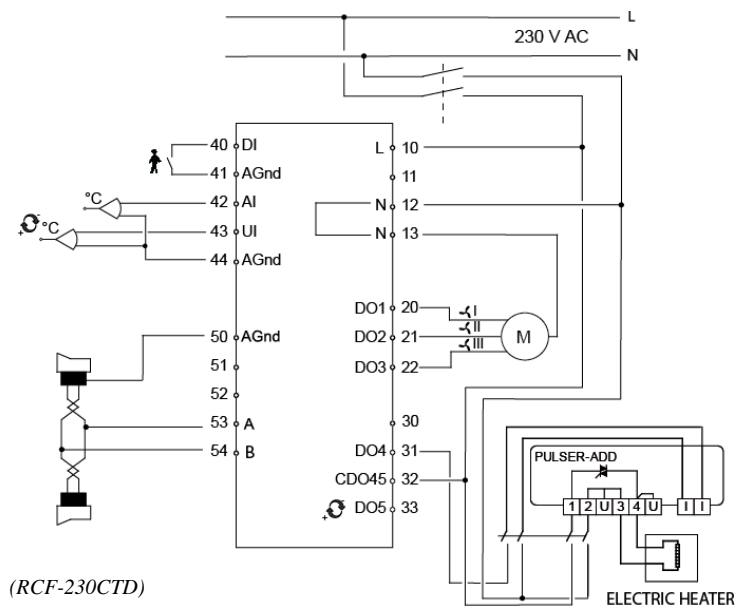 L
230 V AC
N
40 DI
41 AGnd
°C
42 AI
°C
43 UI
44 AGnd
50 AGnd
51
52
53 A
54 B
L 10
11
N 12
N 13
DO1 20
I
DO2 21
II
DO3 22
III
M
30
DO4 31
CDO45 32
DO5 33
PULSER-ADD
1 2 U 3 4 U I I
ELECTRIC HEATER
(RCF-230CTD)